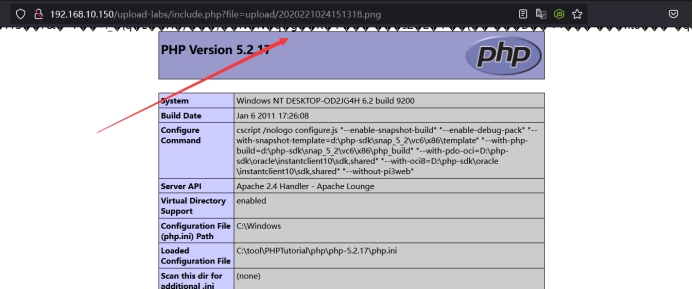 192.168.10.150/upload-labs/include.php?file=upload/2020221024151318.png
PHP Version 5.2.17
php
System
Windows NT DESKTOP-OD2JG4H 6.2 build 9200
Build Date
Jan 6 2011 17:26:08
Configure
Command
cscript /nologo configure.js "--enable-snapshot-build" "--enable-debug-pack" "--
with-snapshot-template=d:\php-sdk\snap_5_2\vc6\x86\template" "--with-php-
build=d:\php-sdk\snap_5_2\vc6\x86\php_build" "--with-pdo-oci=D:\php-
sdk\oracle\instantclient10\sdk,shared" "--with-oci8=D:\php-sdk\oracle
\instantclient10\sdk,shared" "--without-pi3web"
Server API
Apache 2.4 Handler - Apache Lounge
Virtual Directory
Support
enabled
Configuration File
(php.ini) Path
C:\Windows
Loaded
Configuration File
C:\tool\PHPTutorial\php\php-5.2.17\php.ini
Scan this dir for
additional .ini
(none)